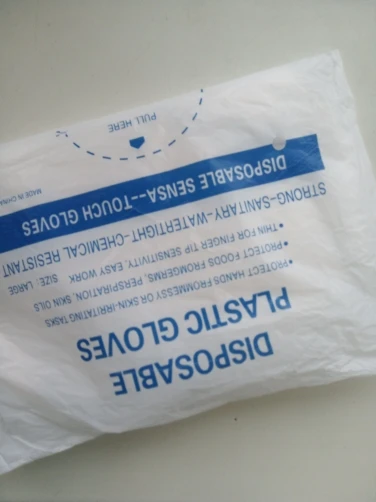 DISPOSABLE
PLASTIC GLOVES
• PROTECT HANDS FROMMESSY OR SKIN-IRRITATING TASKS
• PROTECT FOODS FROMGERMS, PERSPIRATION, SKIN OILS
• THIN FOR FINGER TIP SENSITIVITY, EASY WORK SIZE: LARGE
STRONG-SANITARY-WATERTIGHT-CHEMICAL RESISTANT
DISPOSABLE SENSA--TOUCH GLOVES
MADE IN CHINA
PULL HERE